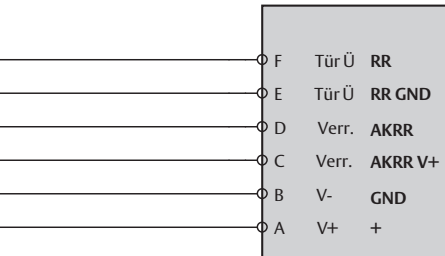 F Tür Ü RR
E Tür Ü RR GND
D Verr. AKRR
C Verr. AKRR V+
B V- GND
A V+ +